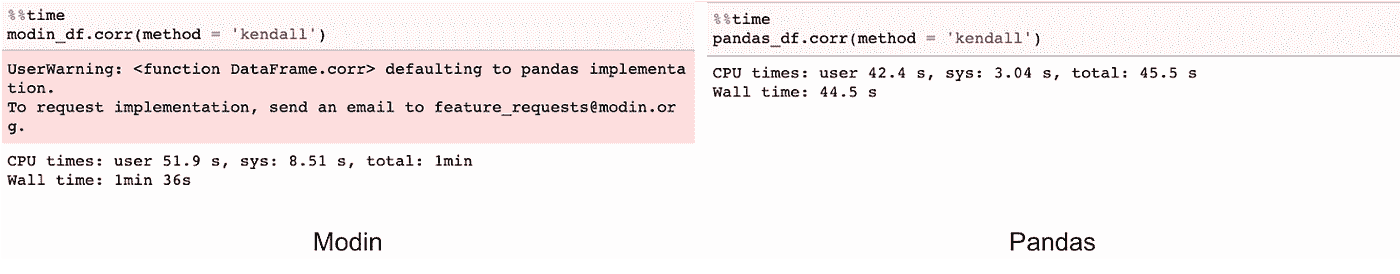 %%time
modin_df.corr(method = 'kendall')
UserWarning: <function DataFrame.corr> defaulting to pandas implementa
tion.
To request implementation, send an email to feature_requests@modin.or
g.
CPU times: user 51.9 s, sys: 8.51 s, total: 1min
Wall time: 1min 36s
Modin
%%time
pandas_df.corr(method = 'kendall')
CPU times: user 42.4 s, sys: 3.04 s, total: 45.5 s
Wall time: 44.5 s
Pandas